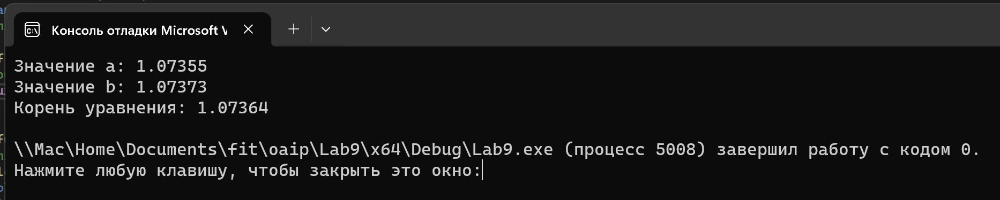 Консоль отладки Microsoft V
Значение a: 1.07355
Значение b: 1.07373
Корень уравнения: 1.07364
\\Mac\Home\Documents\fit\oaip\Lab9\x64\Debug\Lab9.exe (процесс 5008) завершил работу с кодом 0.
Нажмите любую клавишу, чтобы закрыть это окно: